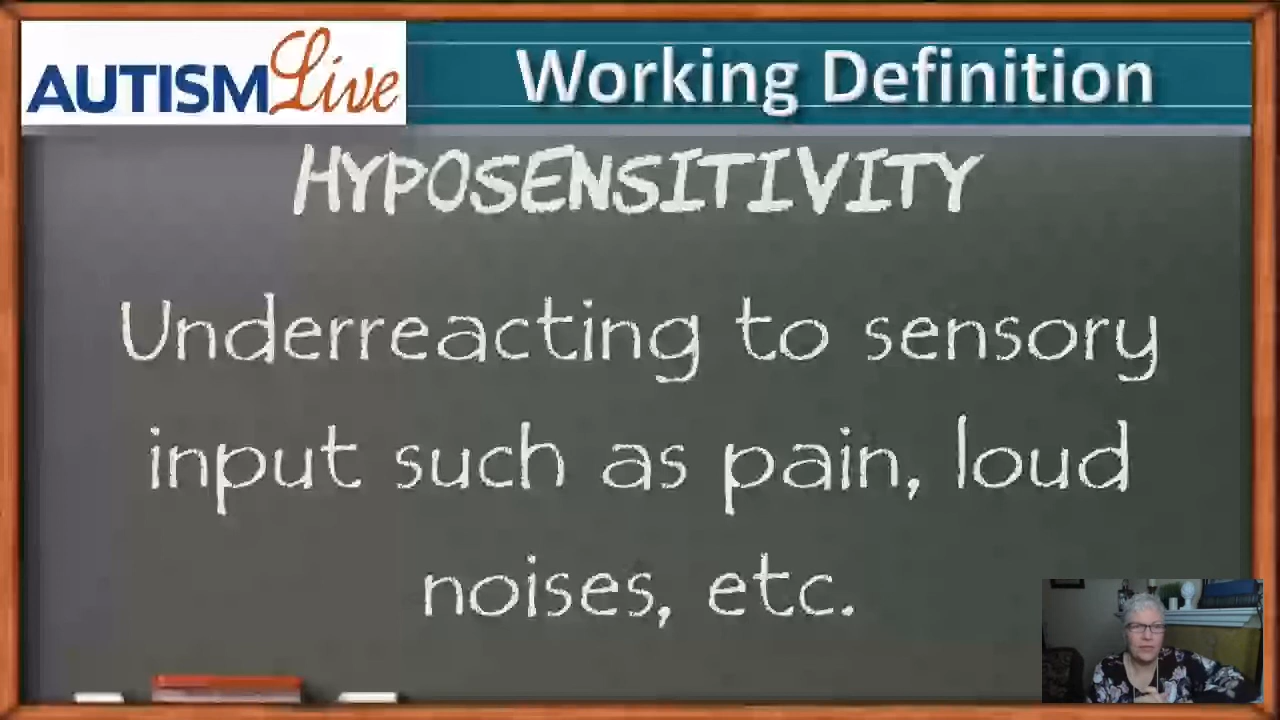 AUTISMLive
Working Definition
HYPOSENSITIVITY
Underreacting to sensory
input such as pain, loud
noises, etc.